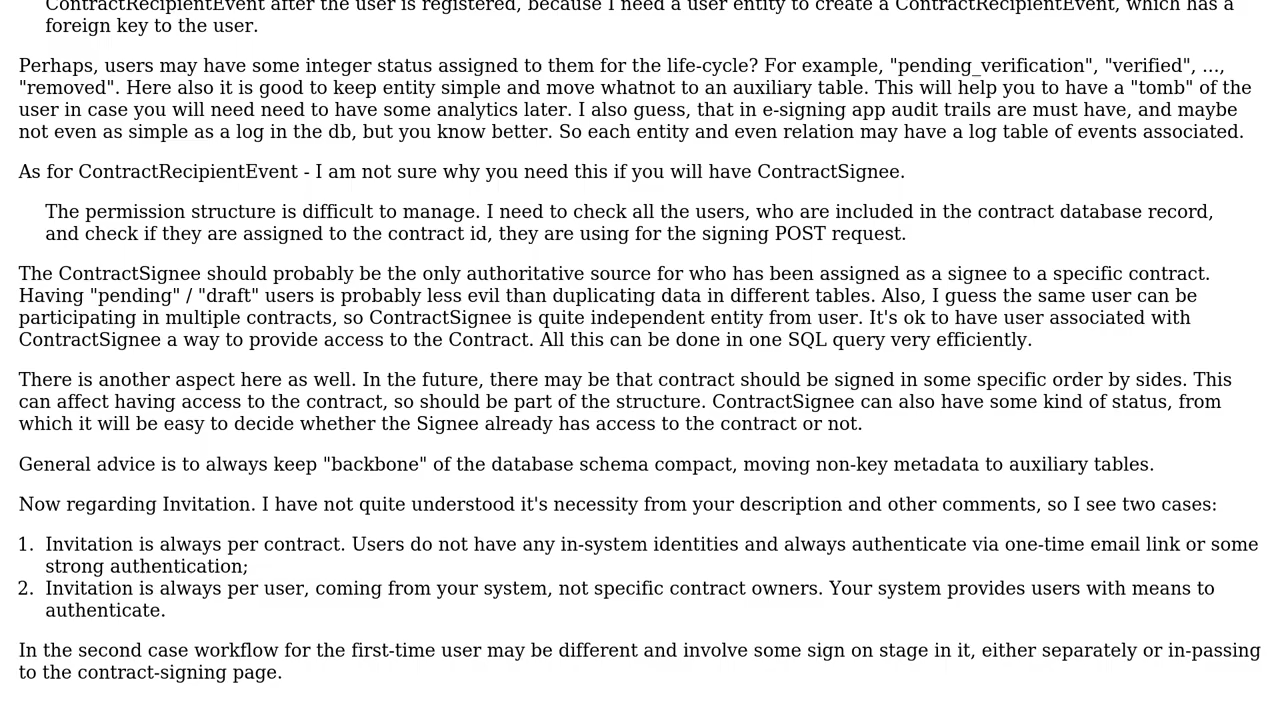 ContractRecipientEvent after the user is registered, because I need a user entity to create a ContractRecipientEvent, which has a
foreign key to the user.
Perhaps, users may have some integer status assigned to them for the life-cycle? For example, "pending_verification", "verified", ...,
"removed". Here also it is good to keep entity simple and move whatnot to an auxiliary table. This will help you to have a "tomb" of the
user in case you will need need to have some analytics later. I also guess, that in e-signing app audit trails are must have, and maybe
not even as simple as a log in the db, but you know better. So each entity and even relation may have a log table of events associated.
As for ContractRecipientEvent - I am not sure why you need this if you will have ContractSignee.
The permission structure is difficult to manage. I need to check all the users, who are included in the contract database record,
and check if they are assigned to the contract id, they are using for the signing POST request.
The ContractSignee should probably be the only authoritative source for who has been assigned as a signee to a specific contract.
Having "pending" / "draft" users is probably less evil than duplicating data in different tables. Also, I guess the same user can be
participating in multiple contracts, so ContractSignee is quite independent entity from user. It's ok to have user associated with
ContractSignee a way to provide access to the Contract. All this can be done in one SQL query very efficiently.
There is another aspect here as well. In the future, there may be that contract should be signed in some specific order by sides. This
can affect having access to the contract, so should be part of the structure. ContractSignee can also have some kind of status, from
which it will be easy to decide whether the Signee already has access to the contract or not.
General advice is to always keep "backbone" of the database schema compact, moving non-key metadata to auxiliary tables.
Now regarding Invitation. I have not quite understood it's necessity from your description and other comments, so I see two cases:
1. Invitation is always per contract. Users do not have any in-system identities and always authenticate via one-time email link or some
strong authentication;
2. Invitation is always per user, coming from your system, not specific contract owners. Your system provides users with means to
authenticate.
In the second case workflow for the first-time user may be different and involve some sign on stage in it, either separately or in-passing
to the contract-signing page.